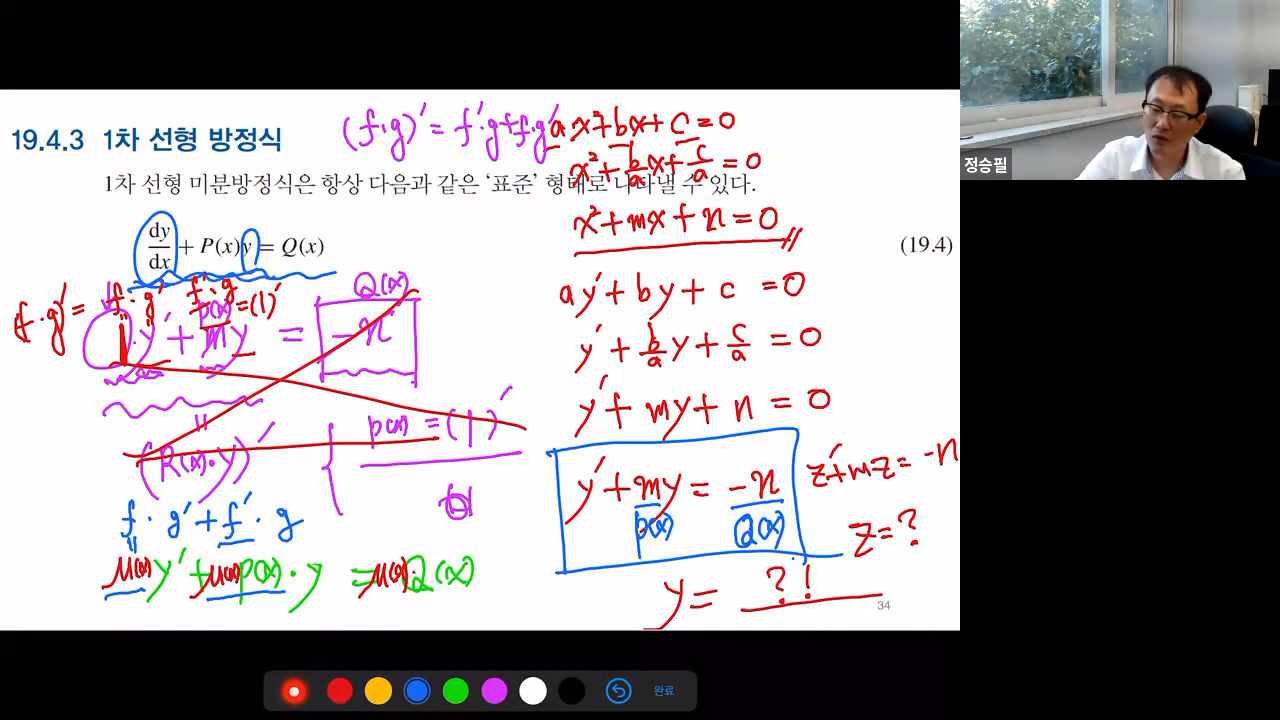 19.4.3 1차 선형 방정식
(f·g)' = f'·g+f·g'
ax²+bx+c=0
x²+b/a x+c/a=0
1차 선형 미분방정식은 항상 다음과 같은 '표준' 형태로 나타낼 수 있다.
x²+mx+n=0
dy/dx + P(x)y = Q(x)
(19.4)
ay'+by+c =0
(f·g)' = f·g' f'·g
P(x) =(1)'
Q(x)
1·y'+my = -n
y'+b/a y+c/a =0
y'+my+n =0
(R(x)·y)'
P(x) =(1)'
y'+my = -n
P(x) Q(x)
z'+mz=-n
z=?
f·g'+f'·g
μ(x)y'+μ(x)P(x)·y =μ(x)·Q(x)
y= ?!
34
정승필
완료